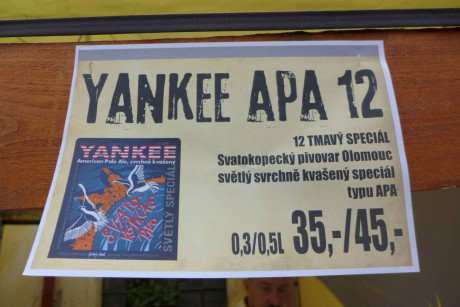 YANKEE APA 12
12 TMAVÝ SPECIÁL
Svatokopecký pivovar Olomouc
světlý svrchně kvašený speciál
typu APA
0,3/0,5L 35,-/45,-
YANKEE
American Pale Ale, svrchně kvašený
SVĚTLÝ SPECIÁL